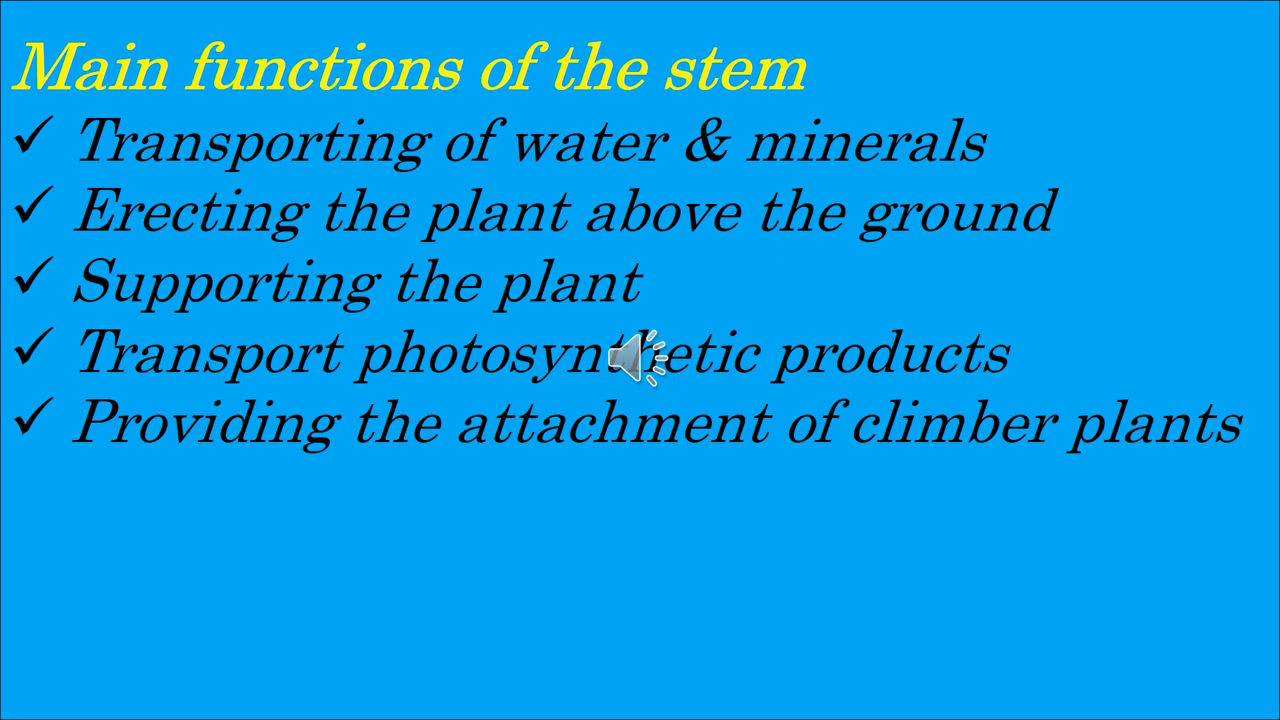 Main functions of the stem
✓ Transporting of water & minerals
✓ Erecting the plant above the ground
✓ Supporting the plant
✓ Transport photosynthetic products
✓ Providing the attachment of climber plants